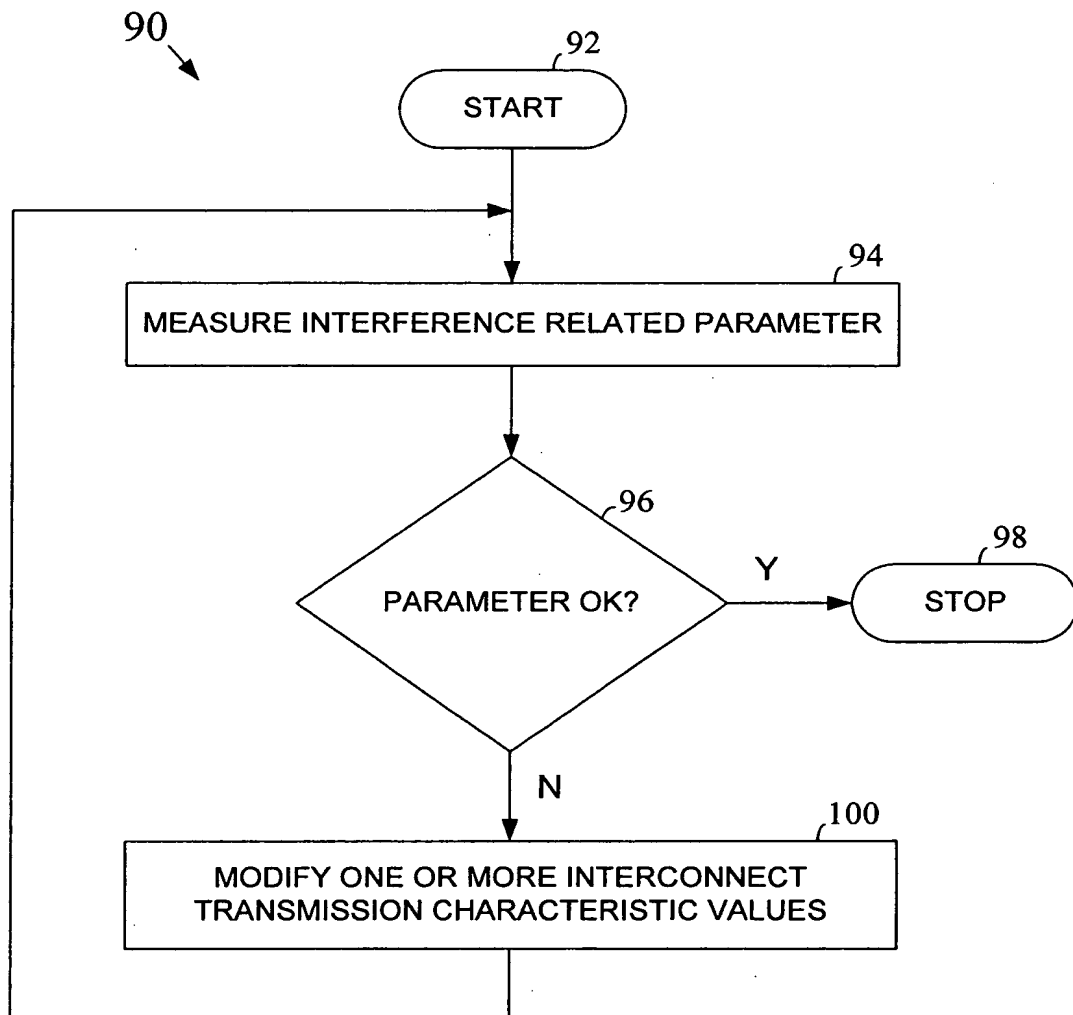 90
92
START
94
MEASURE INTERFERENCE RELATED PARAMETER
96
PARAMETER OK?
Y
98
STOP
N
100
MODIFY ONE OR MORE INTERCONNECT
TRANSMISSION CHARACTERISTIC VALUES